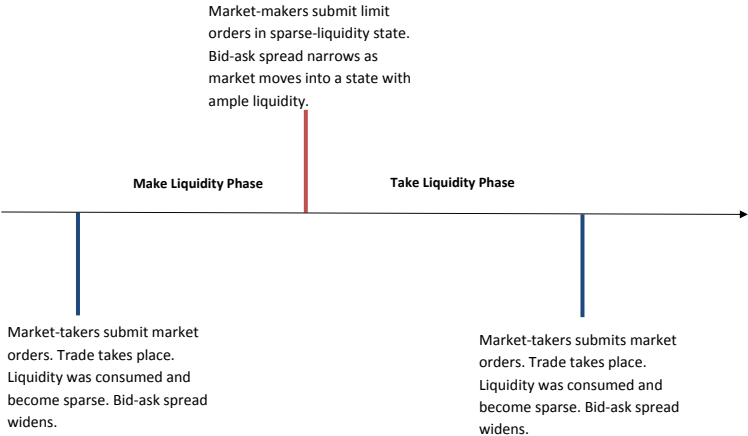 Market-makers submit limit
orders in sparse-liquidity state.
Bid-ask spread narrows as
market moves into a state with
ample liquidity.
Make Liquidity Phase
Take Liquidity Phase
Market-takers submit market
orders. Trade takes place.
Liquidity was consumed and
become sparse. Bid-ask spread
widens.
Market-takers submits market
orders. Trade takes place.
Liquidity was consumed and
become sparse. Bid-ask spread
widens.